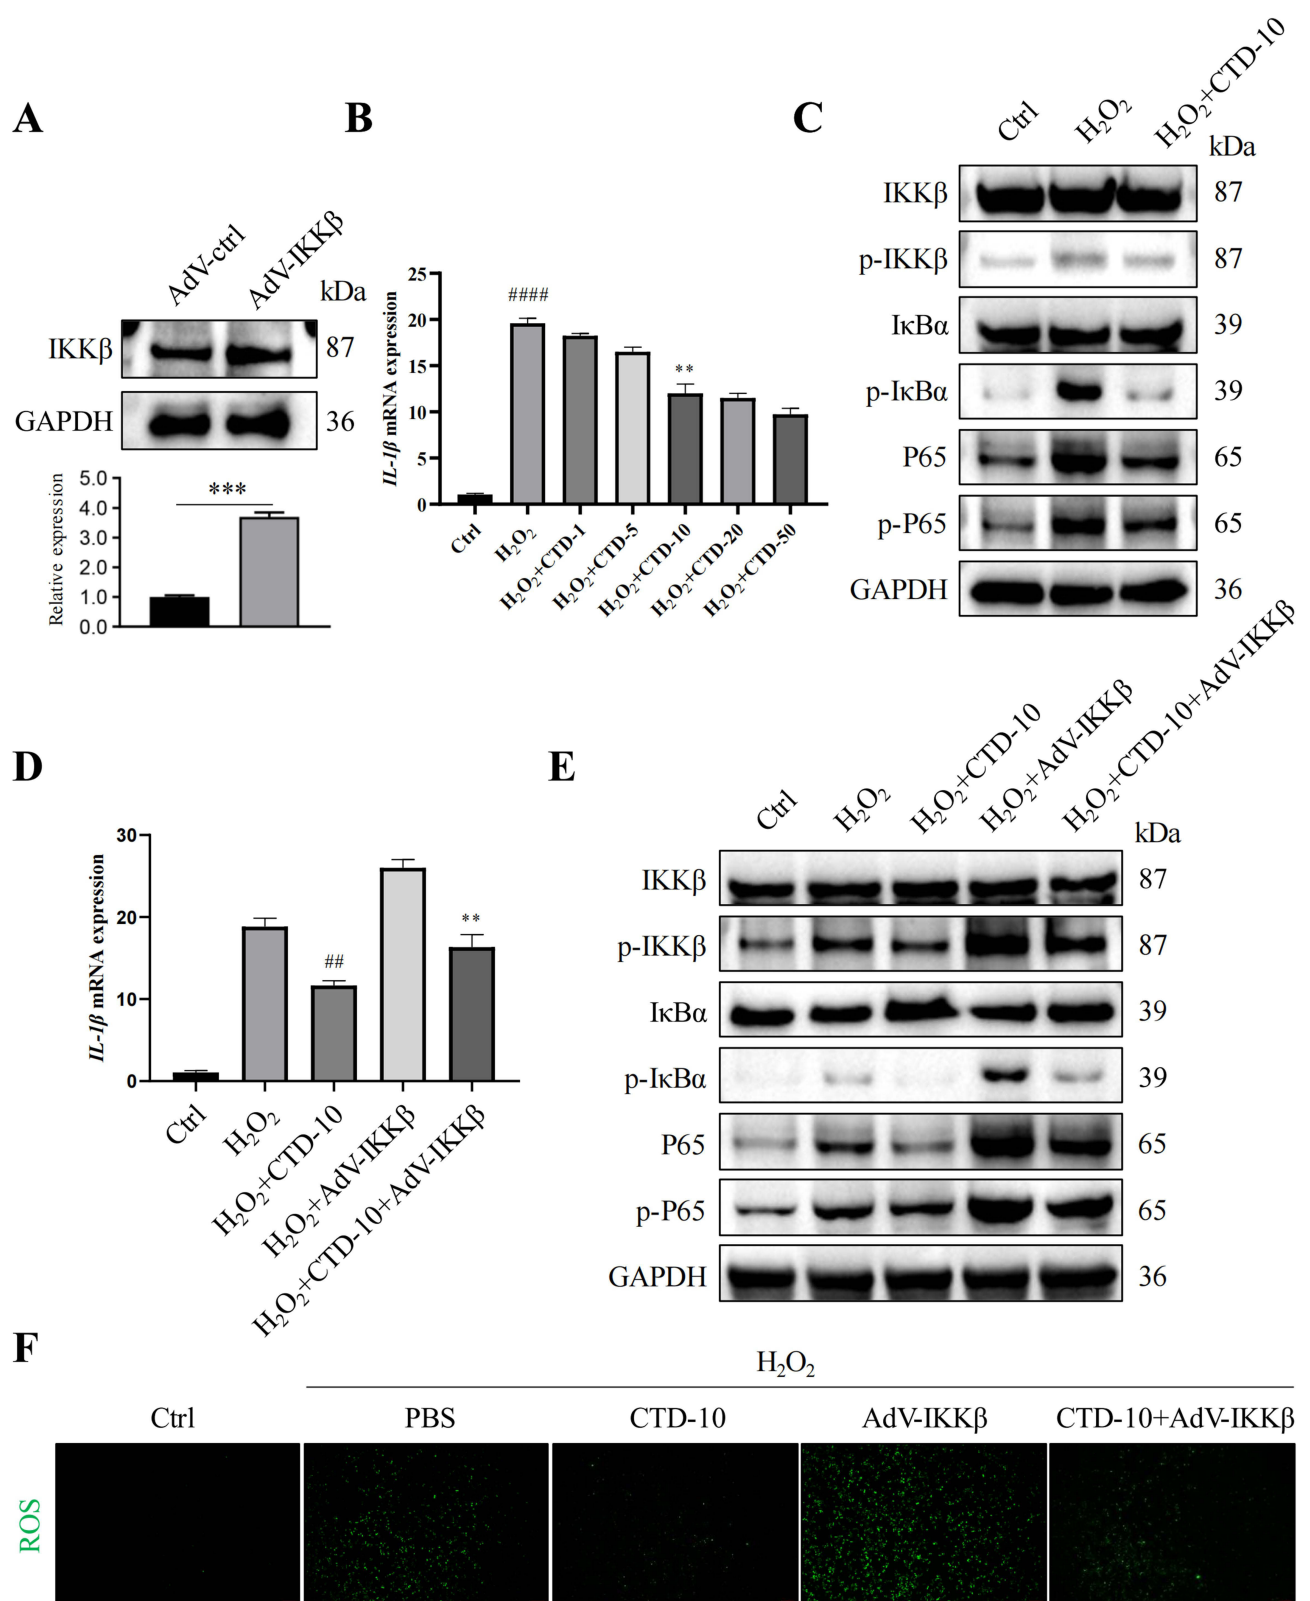 A
AdV-ctrl
AdV-IKKβ
kDa
IKKβ
87
GAPDH
36
Relative expression
5.0
4.0
3.0
2.0
1.0
0.0
***
B
IL-1β mRNA expression
25
20
15
10
5
0
####
**
Ctrl
H₂O₂
H₂O₂+CTD-1
H₂O₂+CTD-5
H₂O₂+CTD-10
H₂O₂+CTD-20
H₂O₂+CTD-50
C
Ctrl
H₂O₂
H₂O₂+CTD-10
kDa
IKKβ 87
p-IKKβ 87
IκBα 39
p-IκBα 39
P65 65
p-P65 65
GAPDH 36
D
IL-1β mRNA expression
30
20
10
0
##
**
Ctrl
H₂O₂
H₂O₂+CTD-10
H₂O₂+AdV-IKKβ
H₂O₂+CTD-10+AdV-IKKβ
E
Ctrl
H₂O₂
H₂O₂+CTD-10
H₂O₂+AdV-IKKβ
H₂O₂+CTD-10+AdV-IKKβ
kDa
IKKβ 87
p-IKKβ 87
IκBα 39
p-IκBα 39
P65 65
p-P65 65
GAPDH 36
F
H₂O₂
Ctrl PBS CTD-10 AdV-IKKβ CTD-10+AdV-IKKβ
ROS